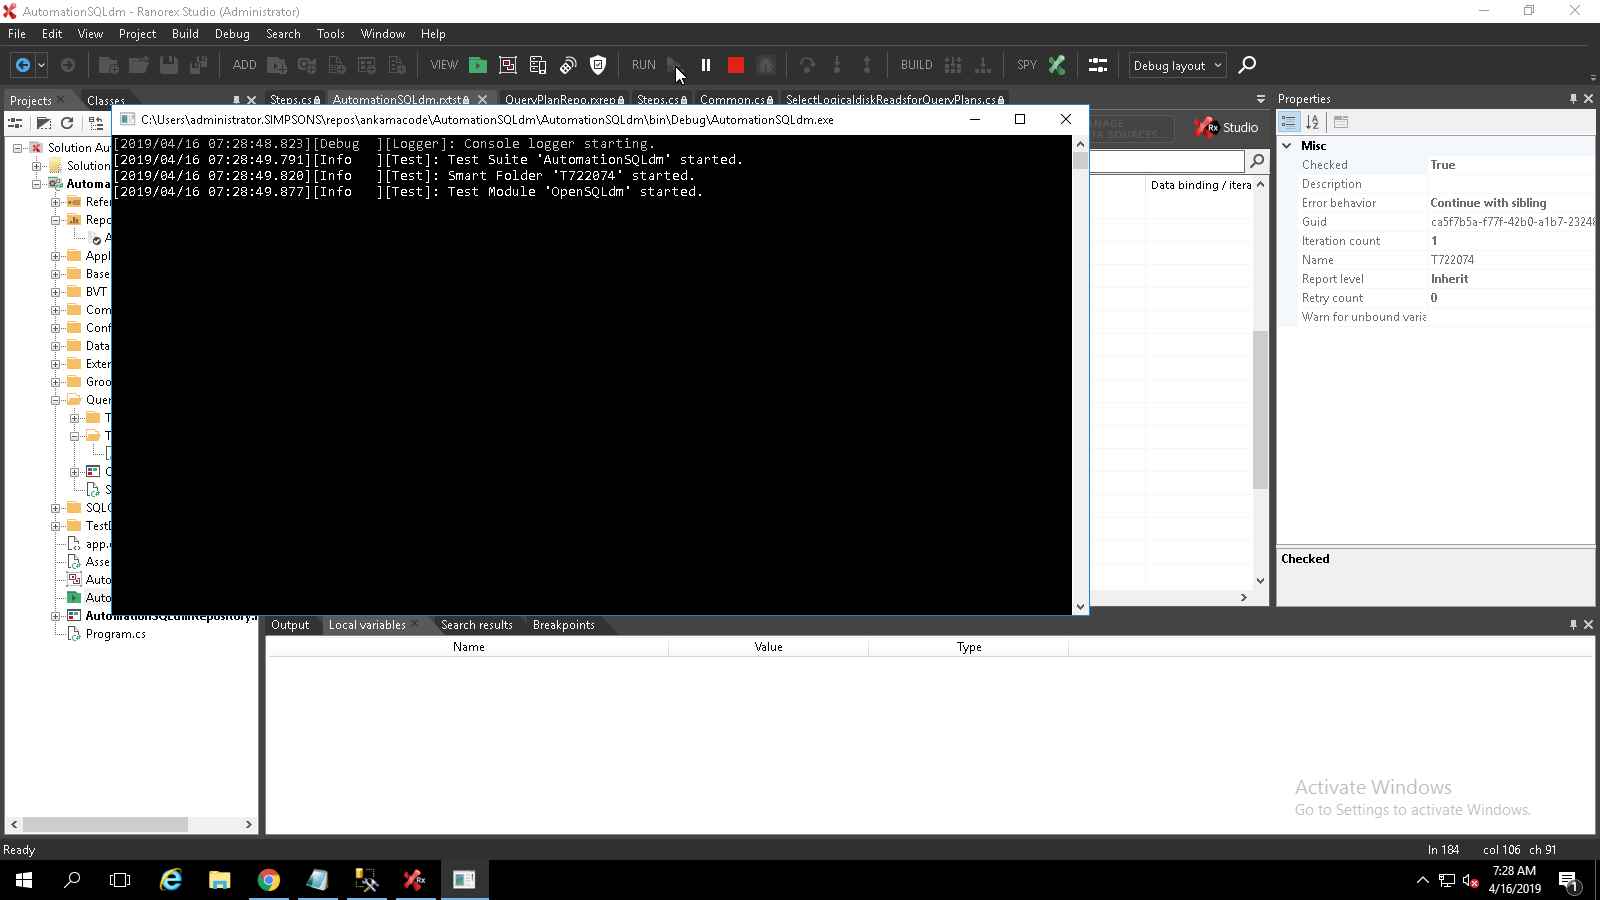 AutomationSQLdm - Ranorex Studio (Administrator)
File Edit View Project Build Debug Search Tools Window Help
ADD VIEW RUN BUILD SPY Debug layout
Projects Classes Steps.cs AutomationSQLdm.rxtst QueryPlanRepo.rxrep Steps.cs Common.cs SelectLogicaldiskReadsforQueryPlans.cs Properties
C:\Users\administrator.SIMPSONS\repos\ankamacode\AutomationSQLdm\AutomationSQLdm\bin\Debug\AutomationSQLdm.exe
[2019/04/16 07:28:48.823][Debug ][Logger]: Console logger starting.
[2019/04/16 07:28:49.791][Info ][Test]: Test Suite 'AutomationSQLdm' started.
[2019/04/16 07:28:49.820][Info ][Test]: Smart Folder 'T722074' started.
[2019/04/16 07:28:49.877][Info ][Test]: Test Module 'OpenSQLdm' started.
Studio
Data binding / itera
Solution Au
Solution
Automa
Refer
Repo
A
Appl
Base
BVT
Com
Conf
Data
Exter
Groo
Quer
T
T
C
S
SQLC
TestD
app.
Asse
Auto
Auto
AutomationSQLdmRepository.r
Program.cs
Misc
Checked True
Description
Error behavior Continue with sibling
Guid ca5f7b5a-f77f-42b0-a1b7-23248
Iteration count 1
Name T722074
Report level Inherit
Retry count 0
Warn for unbound varia
Checked
Output Local variables Search results Breakpoints
Name Value Type
Activate Windows
Go to Settings to activate Windows.
Ready ln 184 col 106 ch 91
7:28 AM
4/16/2019
1